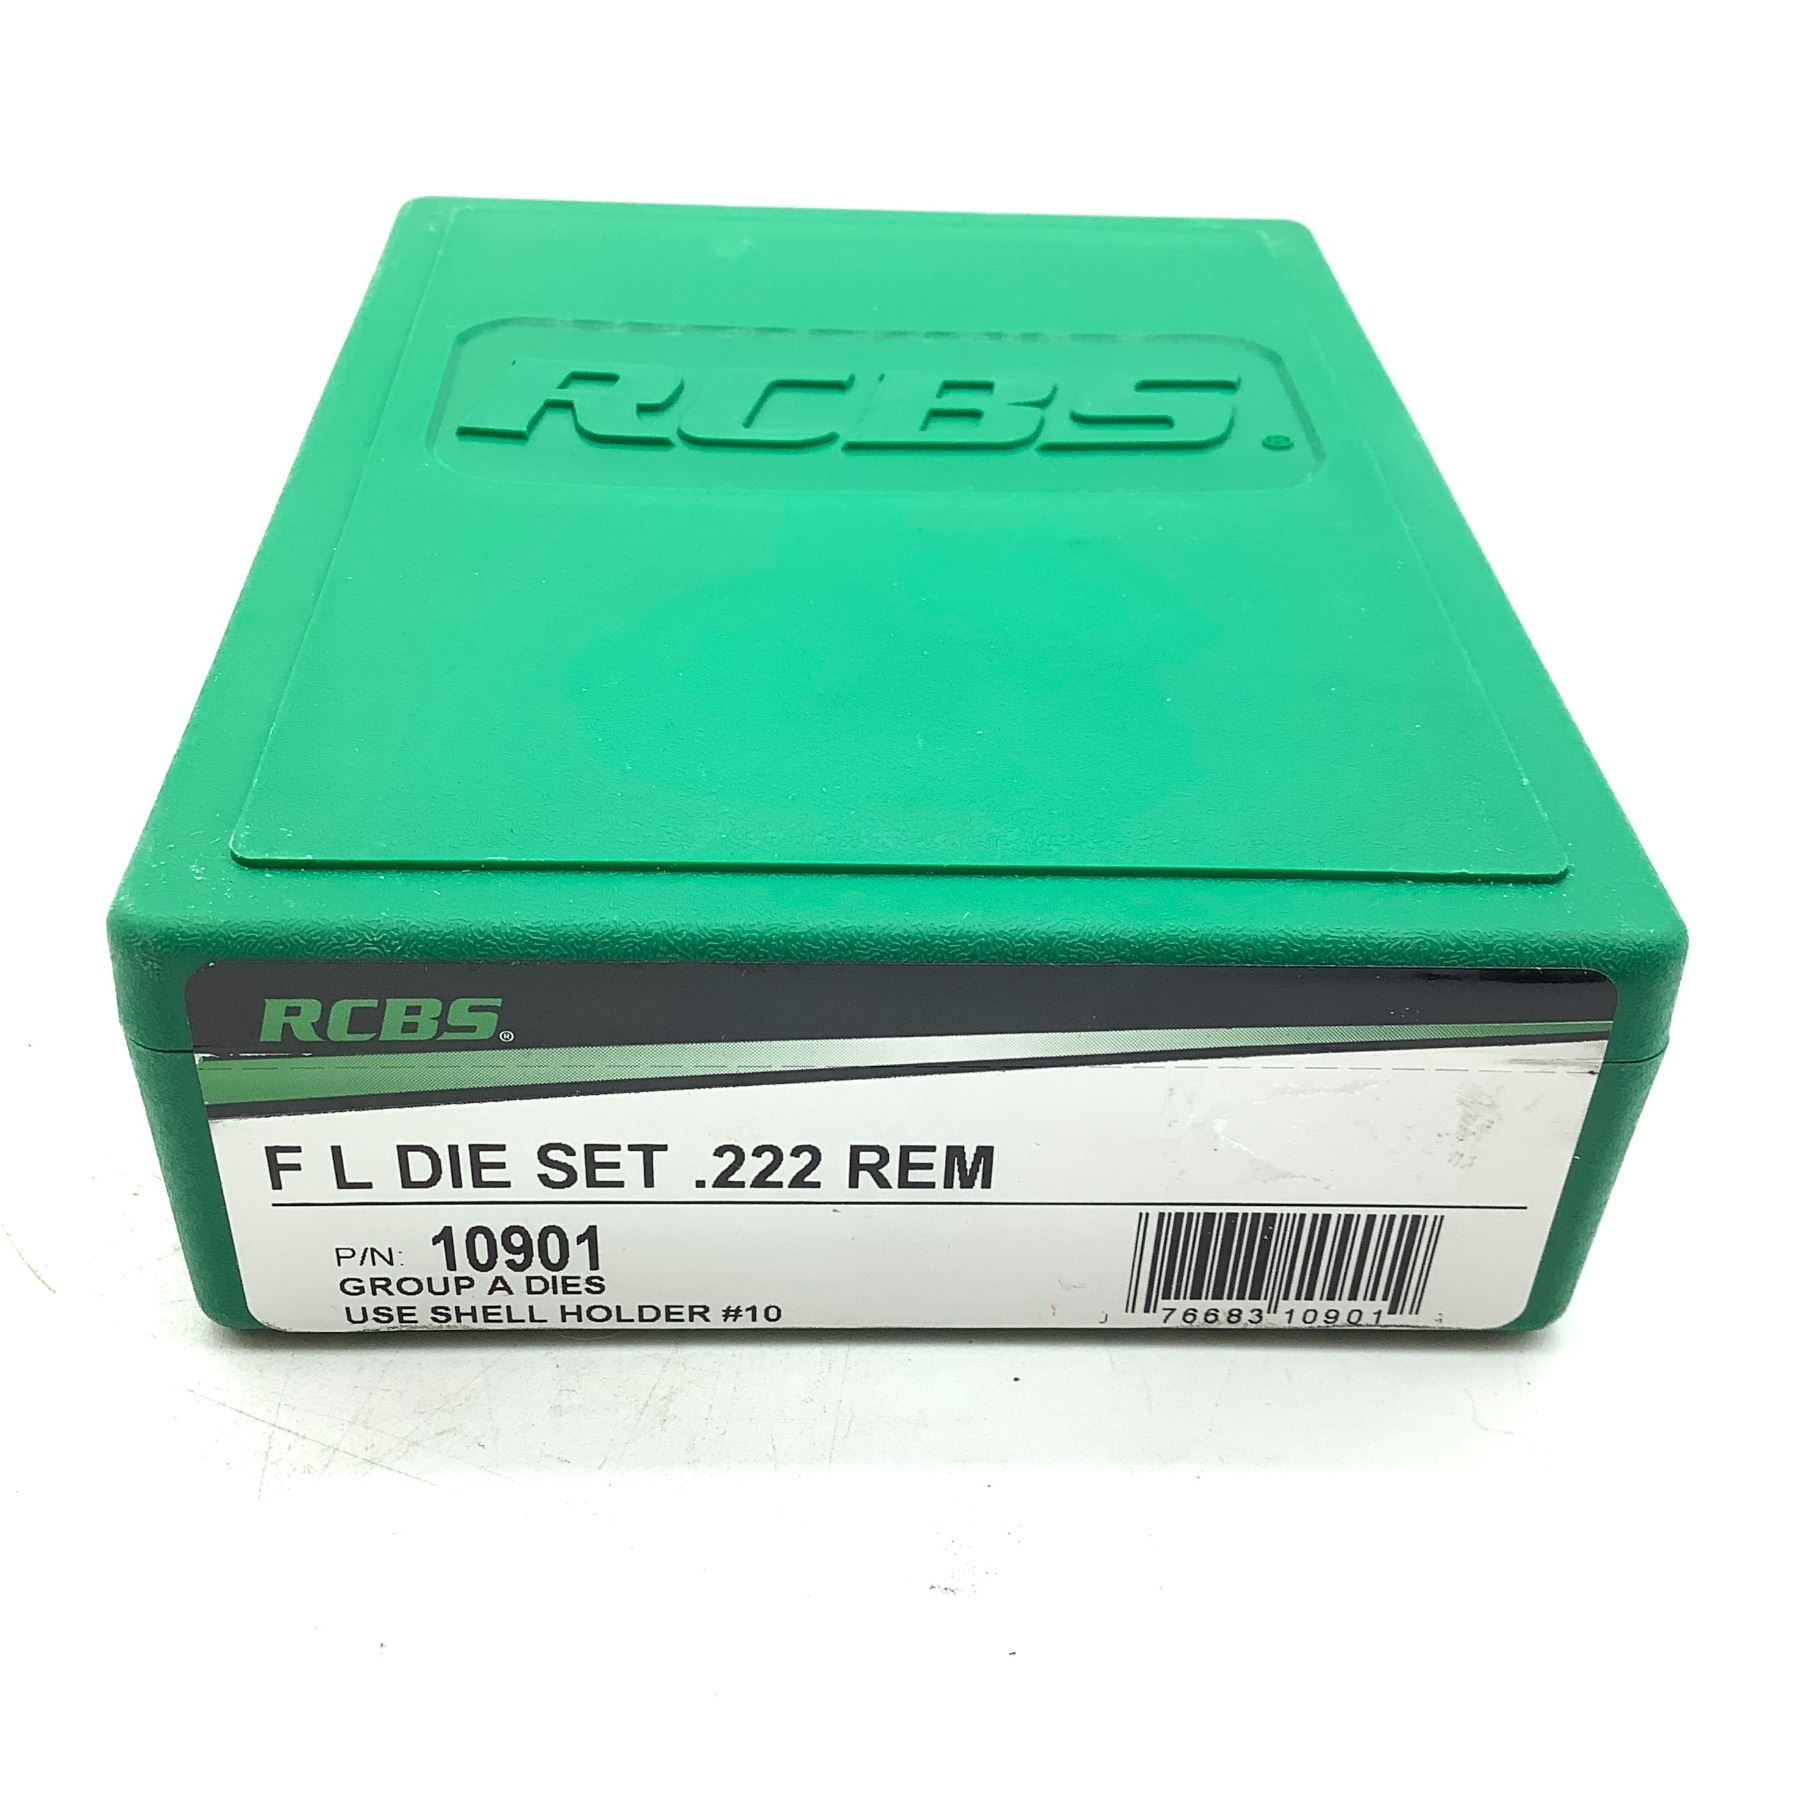 RCBS®
RCBS®
F L DIE SET .222 REM
P/N: 10901
GROUP A DIES
USE SHELL HOLDER #10
76683 10901